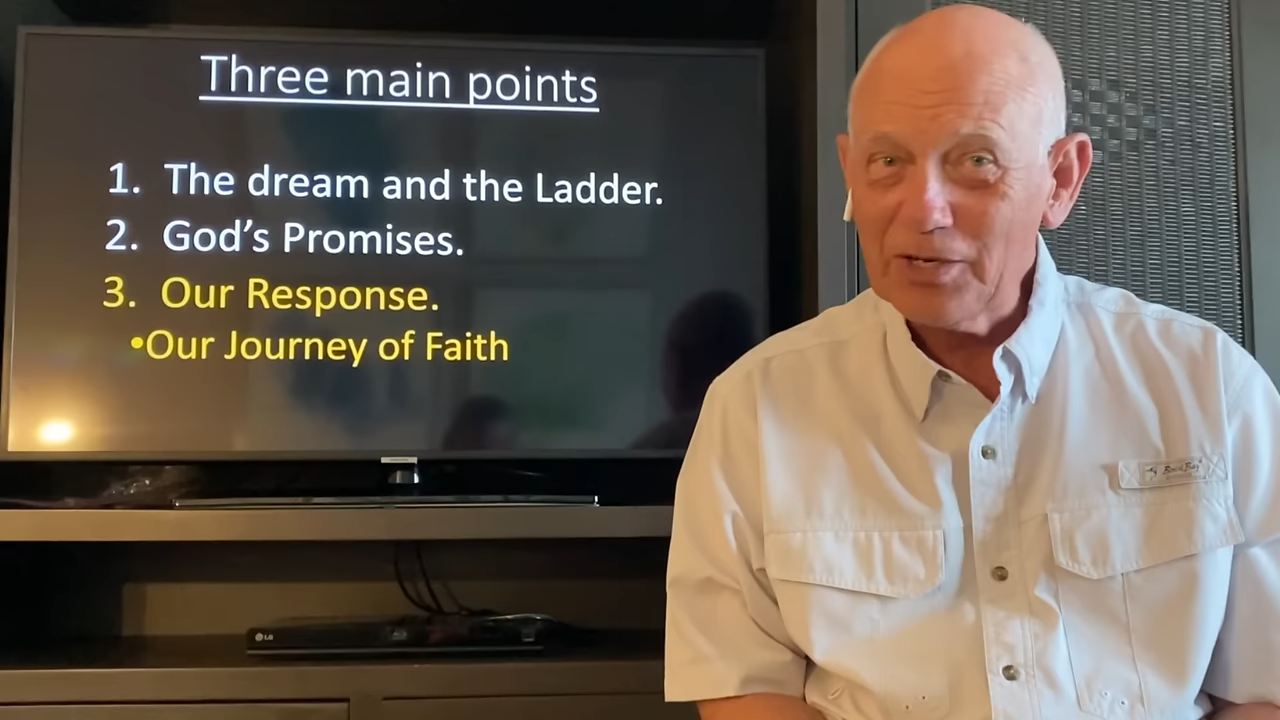 Three main points
1. The dream and the Ladder.
2. God's Promises.
3. Our Response.
•Our Journey of Faith
LG